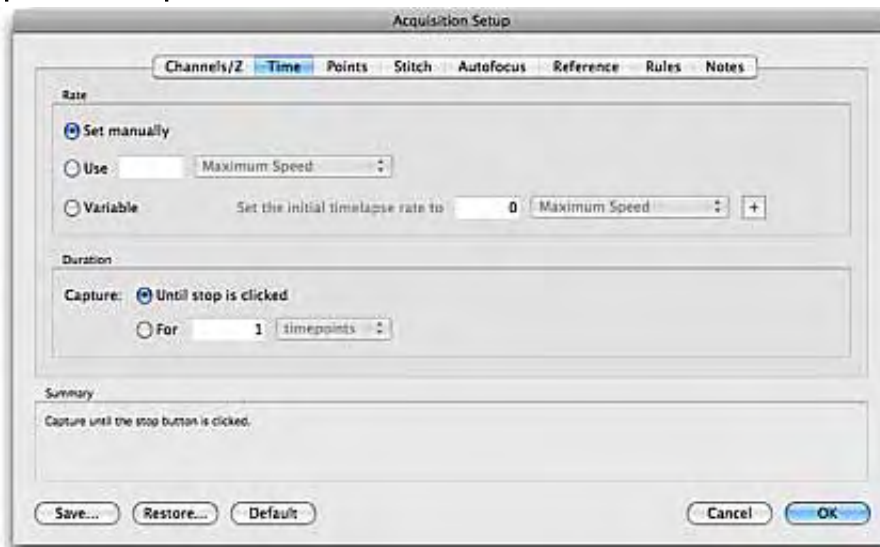 Acquisition Setup
Channels/Z Time Points Stitch Autofocus Reference Rules Notes
Rate
Set manually
Use Maximum Speed
Variable Set the initial timelapse rate to 0 Maximum Speed +
Duration
Capture: Until stop is clicked
For 1 timepoints
Summary
Capture until the stop button is clicked.
Save... Restore... Default Cancel OK